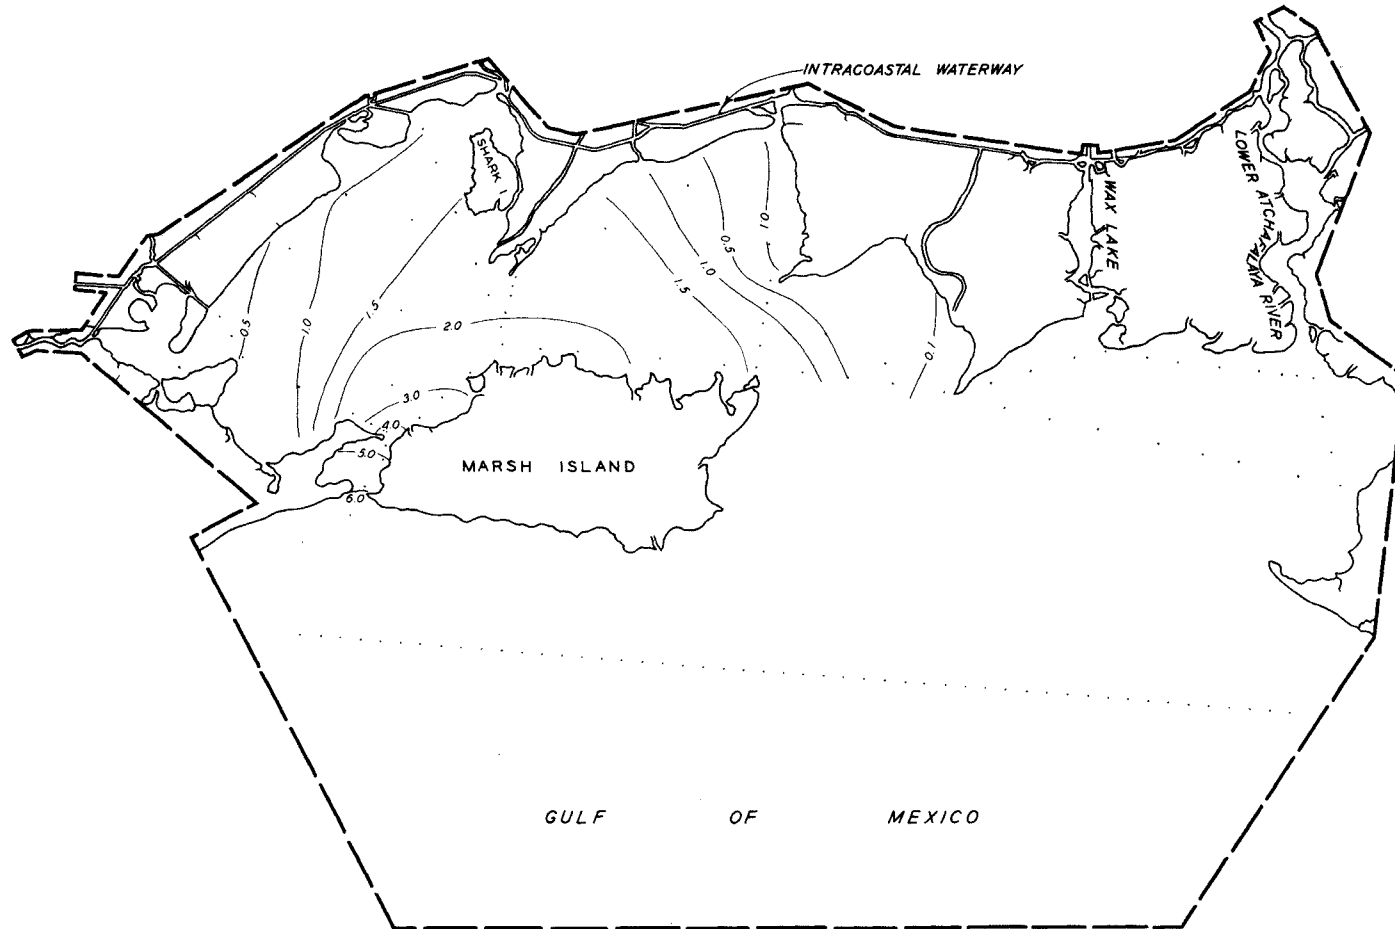 INTRACOASTAL WATERWAY
SHARK I
LOWER ATCHAFALAYA RIVER
WAX LAKE
0.1
0.5
1.0
1.5
0.5
1.0
1.5
2.0
0.1
3.0
4.0
5.0
6.0
MARSH ISLAND
GULF OF MEXICO